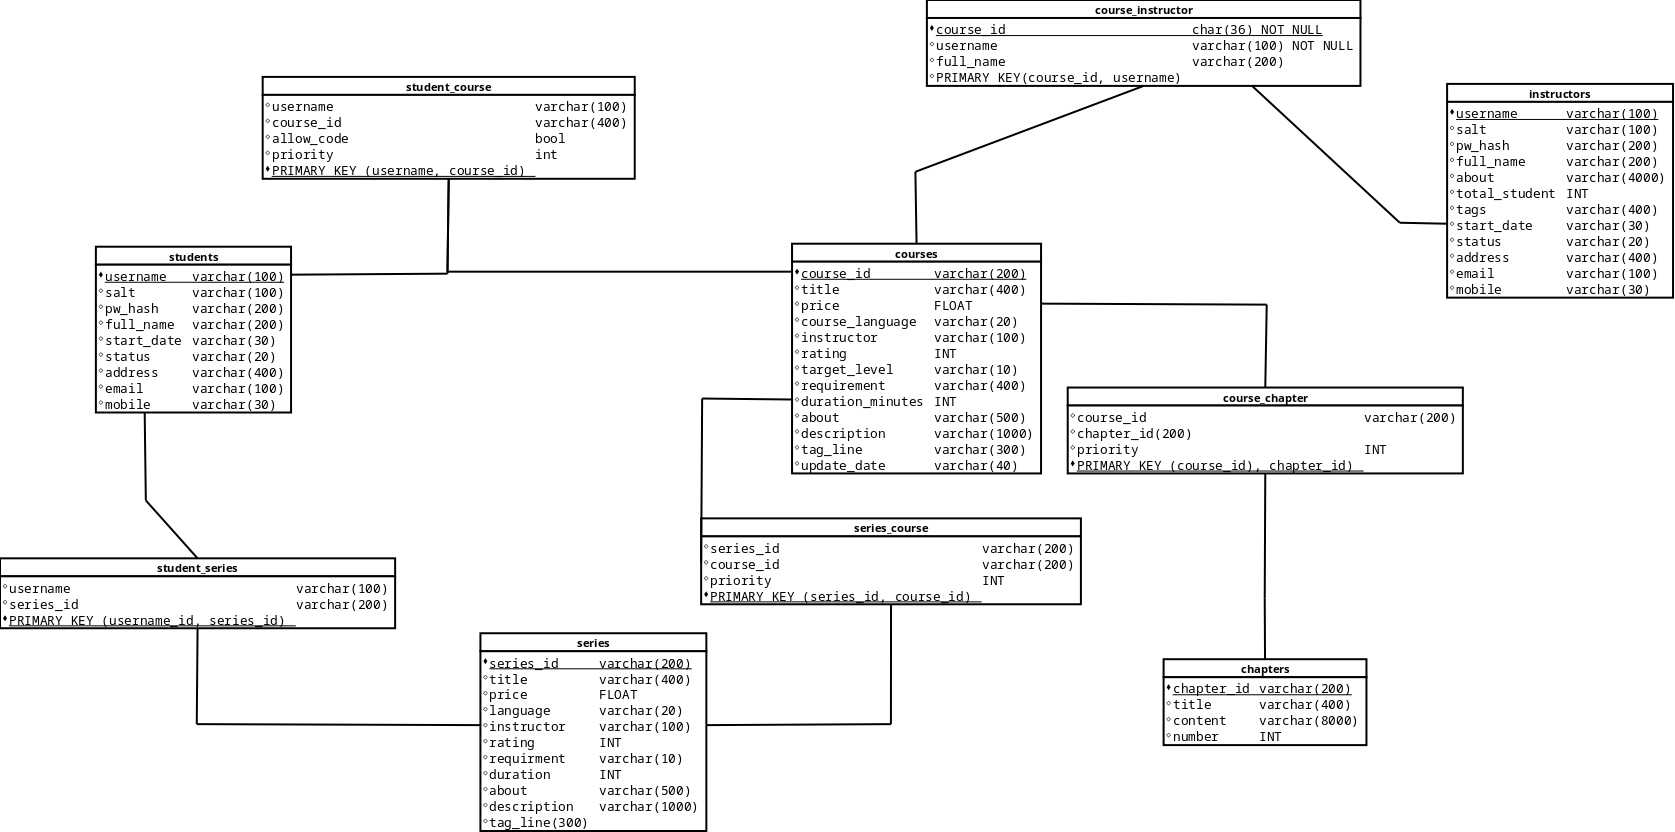 course_instructor
course_id char(36) NOT NULL
username varchar(100) NOT NULL
full_name varchar(200)
PRIMARY KEY(course_id, username)
student_course
username varchar(100)
course_id varchar(400)
allow_code bool
priority int
PRIMARY KEY (username, course_id)
instructors
username varchar(100)
salt varchar(100)
pw_hash varchar(200)
full_name varchar(200)
about varchar(4000)
total_student INT
tags varchar(400)
start_date varchar(30)
status varchar(20)
address varchar(400)
email varchar(100)
mobile varchar(30)
students
username varchar(100)
salt varchar(100)
pw_hash varchar(200)
full_name varchar(200)
start_date varchar(30)
status varchar(20)
address varchar(400)
email varchar(100)
mobile varchar(30)
courses
course_id varchar(200)
title varchar(400)
price FLOAT
course_language varchar(20)
instructor varchar(100)
rating INT
target_level varchar(10)
requirement varchar(400)
duration_minutes INT
about varchar(500)
description varchar(1000)
tag_line varchar(300)
update_date varchar(40)
course_chapter
course_id varchar(200)
chapter_id(200)
priority INT
PRIMARY KEY (course_id), chapter_id)
series_course
series_id varchar(200)
course_id varchar(200)
priority INT
PRIMARY KEY (series_id, course_id)
student_series
username varchar(100)
series_id varchar(200)
PRIMARY KEY (username_id, series_id)
series
series_id varchar(200)
title varchar(400)
price FLOAT
language varchar(20)
instructor varchar(100)
rating INT
requirment varchar(10)
duration INT
about varchar(500)
description varchar(1000)
tag_line(300)
chapters
chapter_id varchar(200)
title varchar(400)
content varchar(8000)
number INT